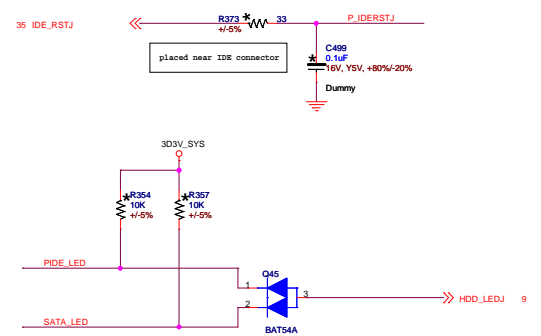 35 IDE_RSTJ
R373 * 33
+/-5%
P_IDERSTJ
placed near IDE connector
*
C499
0.1uF
16V, Y5V, +80%/-20%
Dummy
3D3V_SYS
* R354
10K
+/-5%
* R357
10K
+/-5%
PIDE_LED
Q45
1
2
3
HDD_LEDJ 9
SATA_LED
BAT54A